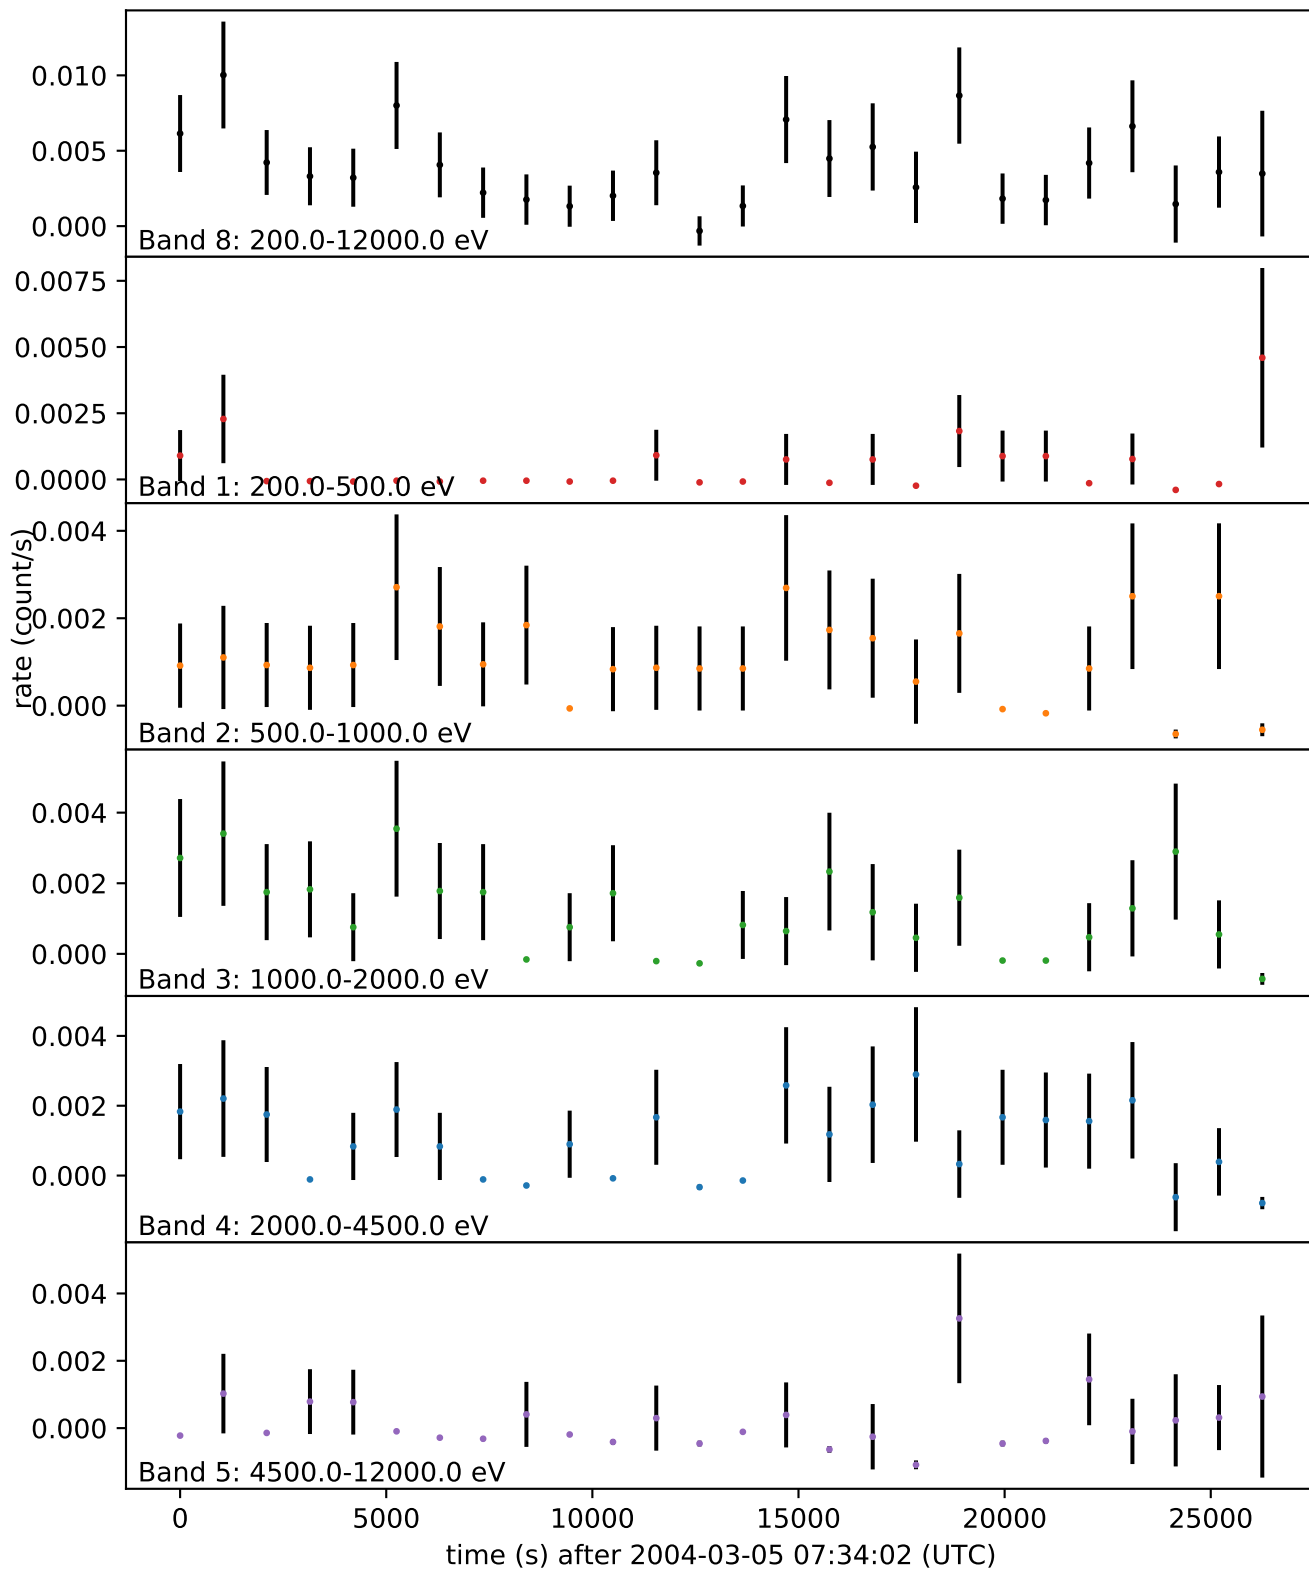 0.010
0.005
0.000
Band 8: 200.0-12000.0 eV
0.0075
0.0050
0.0025
0.0000
Band 1: 200.0-500.0 eV
rate (count/s)
0.004
0.002
0.000
Band 2: 500.0-1000.0 eV
0.004
0.002
0.000
Band 3: 1000.0-2000.0 eV
0.004
0.002
0.000
Band 4: 2000.0-4500.0 eV
0.004
0.002
0.000
Band 5: 4500.0-12000.0 eV
0 5000 10000 15000 20000 25000
time (s) after 2004-03-05 07:34:02 (UTC)